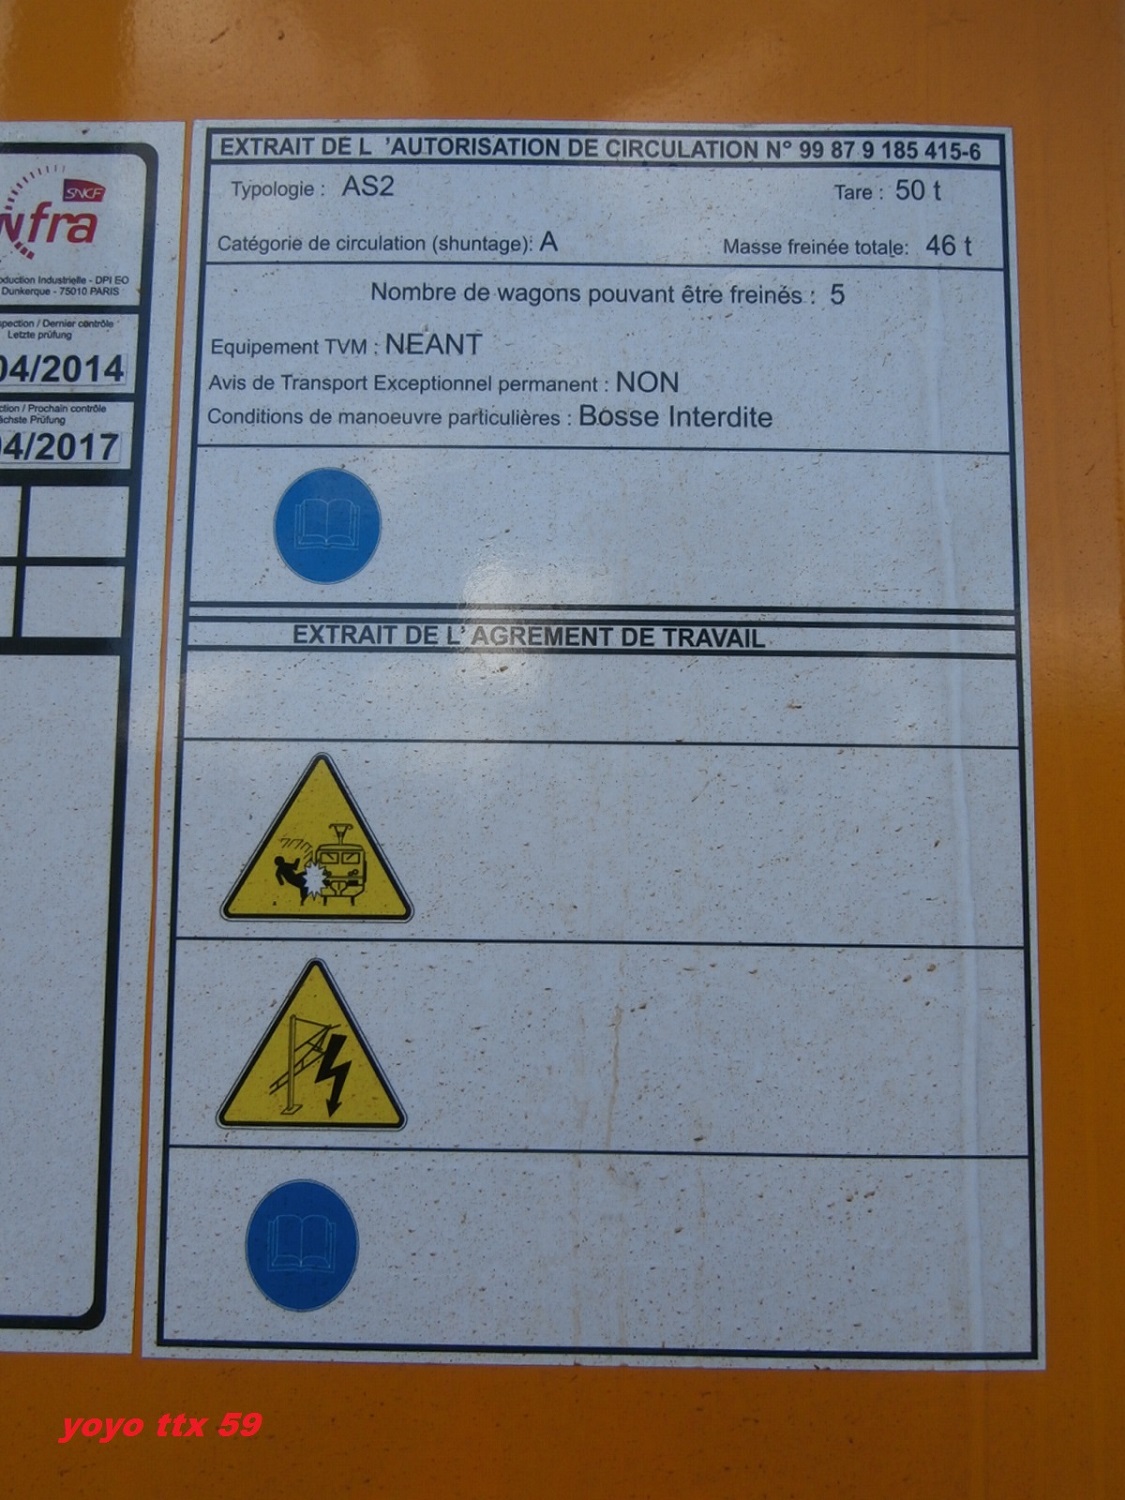 SNCF
nfra
oduction Industrielle - DPI EO
Dunkerque - 75010 PARIS
spection / Dernier contrôle
Letzte prüfung
04/2014
ction / Prochain contrôle
ächste Prüfung
04/2017
EXTRAIT DE L 'AUTORISATION DE CIRCULATION N° 99 87 9 185 415-6
Typologie : AS2 Tare : 50 t
Catégorie de circulation (shuntage): A Masse freinée totale: 46 t
Nombre de wagons pouvant être freinés : 5
Equipement TVM : NEANT
Avis de Transport Exceptionnel permanent : NON
Conditions de manoeuvre particulières : Bosse Interdite
EXTRAIT DE L' AGREMENT DE TRAVAIL
yoyo ttx 59